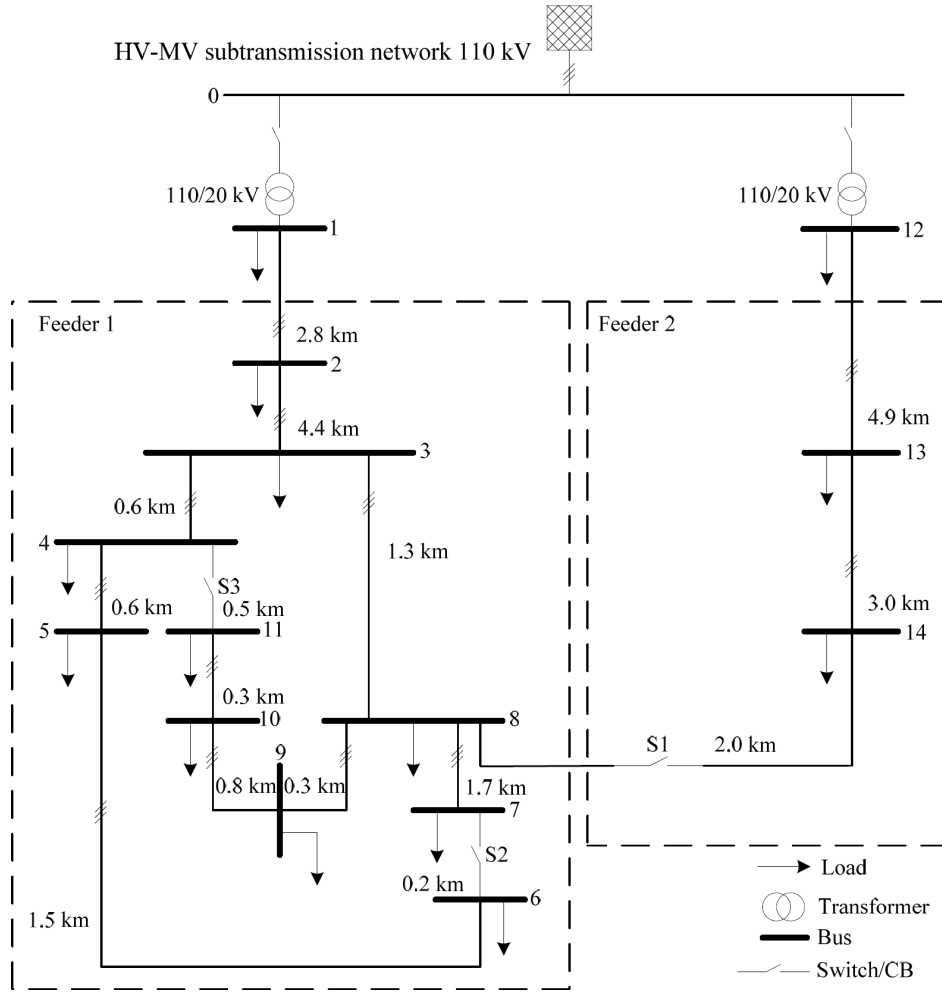 HV-MV subtransmission network 110 kV
0
110/20 kV
110/20 kV
1
12
Feeder 1
Feeder 2
2.8 km
2
4.4 km
4.9 km
3
13
0.6 km
1.3 km
4
S3
0.6 km
0.5 km
3.0 km
5
11
14
0.3 km
10
8
9
S1
2.0 km
0.8 km
0.3 km
1.7 km
7
S2
Load
0.2 km
6
Transformer
1.5 km
Bus
Switch/CB